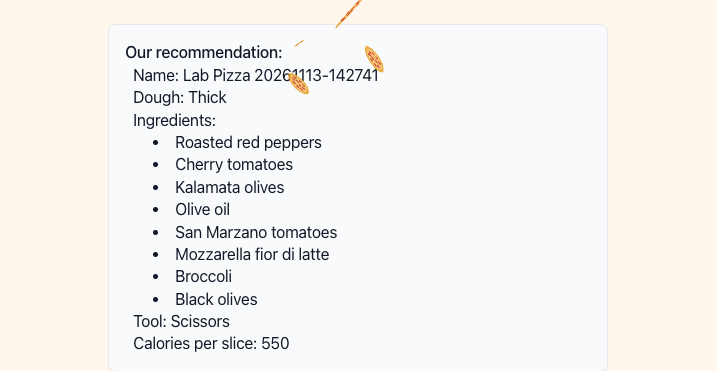 Our recommendation:
Name: Lab Pizza 20261113-142741
Dough: Thick
Ingredients:
• Roasted red peppers
• Cherry tomatoes
• Kalamata olives
• Olive oil
• San Marzano tomatoes
• Mozzarella fior di latte
• Broccoli
• Black olives
Tool: Scissors
Calories per slice: 550